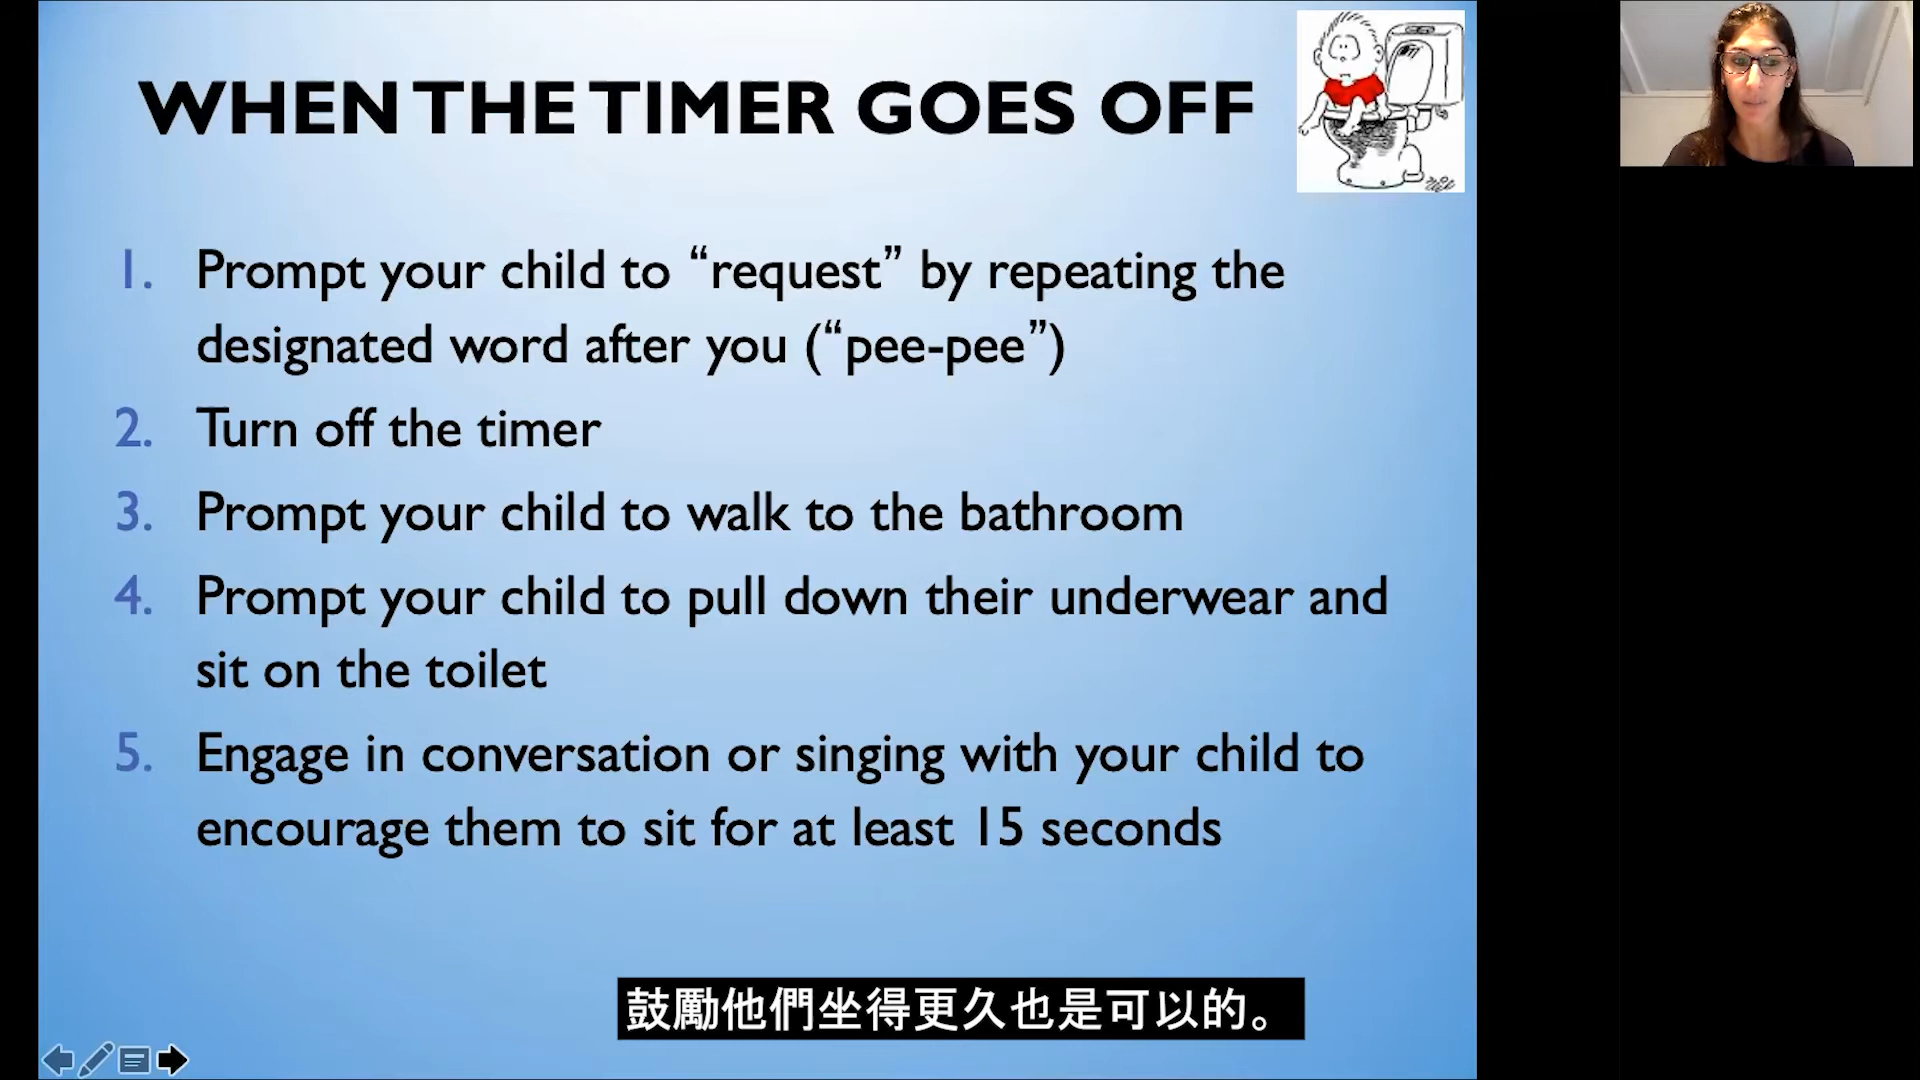 WHEN THE TIMER GOES OFF
1. Prompt your child to “request” by repeating the
designated word after you (“pee-pee”)
2. Turn off the timer
3. Prompt your child to walk to the bathroom
4. Prompt your child to pull down their underwear and
sit on the toilet
5. Engage in conversation or singing with your child to
encourage them to sit for at least 15 seconds
鼓勵他們坐得更久也是可以的。